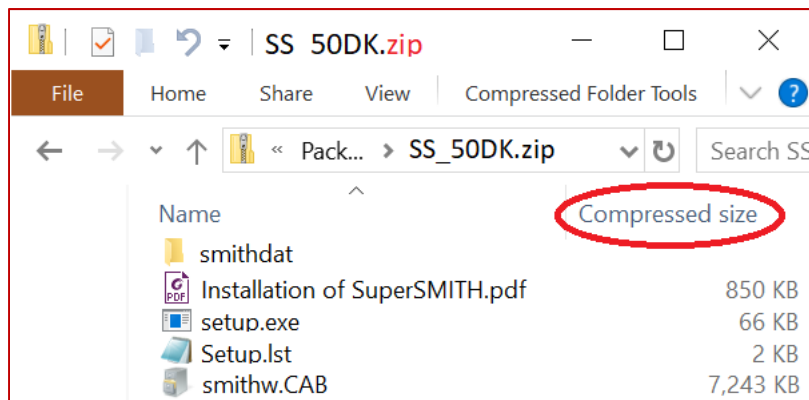 SS 50DK.zip
File Home Share View Compressed Folder Tools ?
« Pack... > SS_50DK.zip Search SS
Name Compressed size
smithdat
PDF Installation of SuperSMITH.pdf 850 KB
setup.exe 66 KB
Setup.lst 2 KB
smithw.CAB 7,243 KB